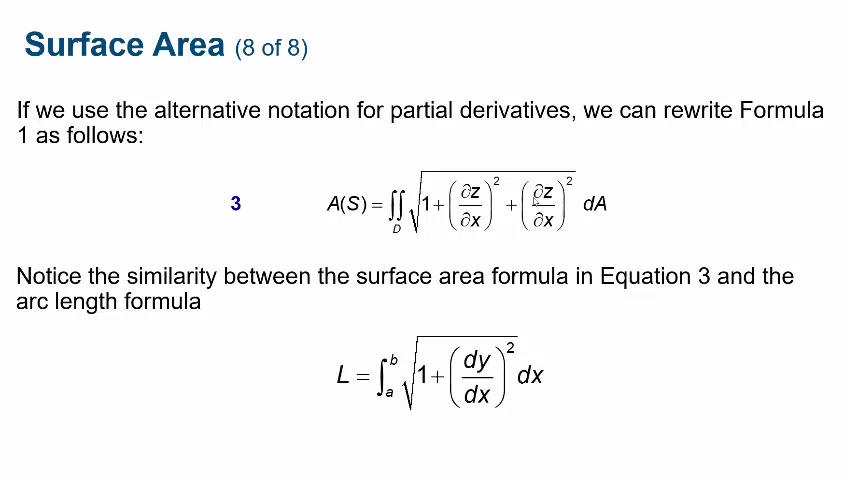 Surface Area (8 of 8)
If we use the alternative notation for partial derivatives, we can rewrite Formula
1 as follows:
3 A(S) = ∬_D √(1 + (∂z/∂x)² + (∂z/∂x)²) dA
Notice the similarity between the surface area formula in Equation 3 and the
arc length formula
L = ∫_a^b √(1 + (dy/dx)²) dx